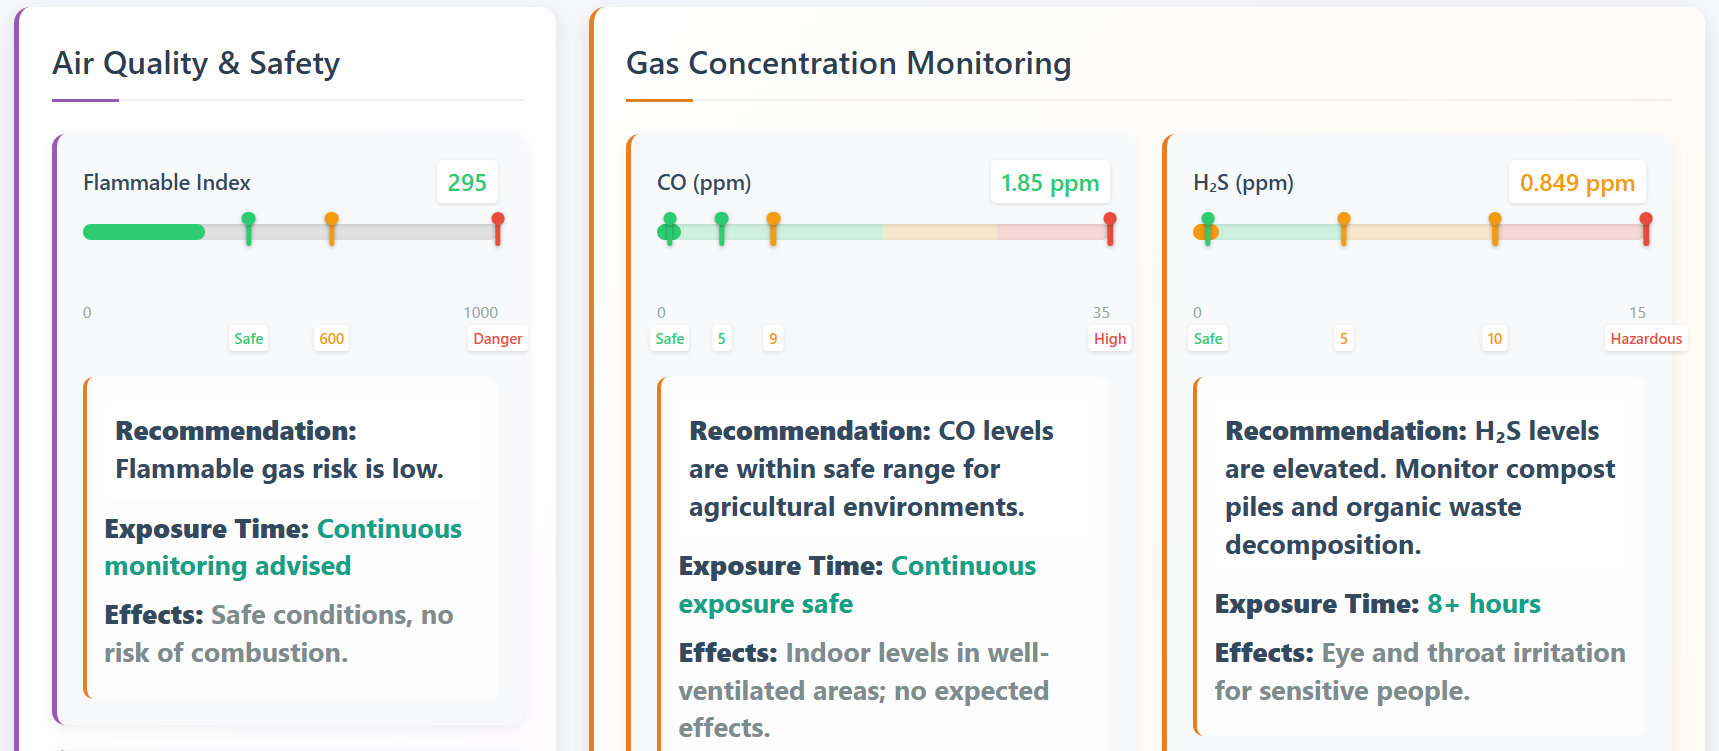 Air Quality & Safety
Flammable Index
295
0
1000
Safe
600
Danger
Recommendation:
Flammable gas risk is low.
Exposure Time: Continuous
monitoring advised
Effects: Safe conditions, no
risk of combustion.
Gas Concentration Monitoring
CO (ppm)
1.85 ppm
0
35
Safe
5
9
High
Recommendation: CO levels
are within safe range for
agricultural environments.
Exposure Time: Continuous
exposure safe
Effects: Indoor levels in well-
ventilated areas; no expected
effects.
H₂S (ppm)
0.849 ppm
0
15
Safe
5
10
Hazardous
Recommendation: H₂S levels
are elevated. Monitor compost
piles and organic waste
decomposition.
Exposure Time: 8+ hours
Effects: Eye and throat irritation
for sensitive people.